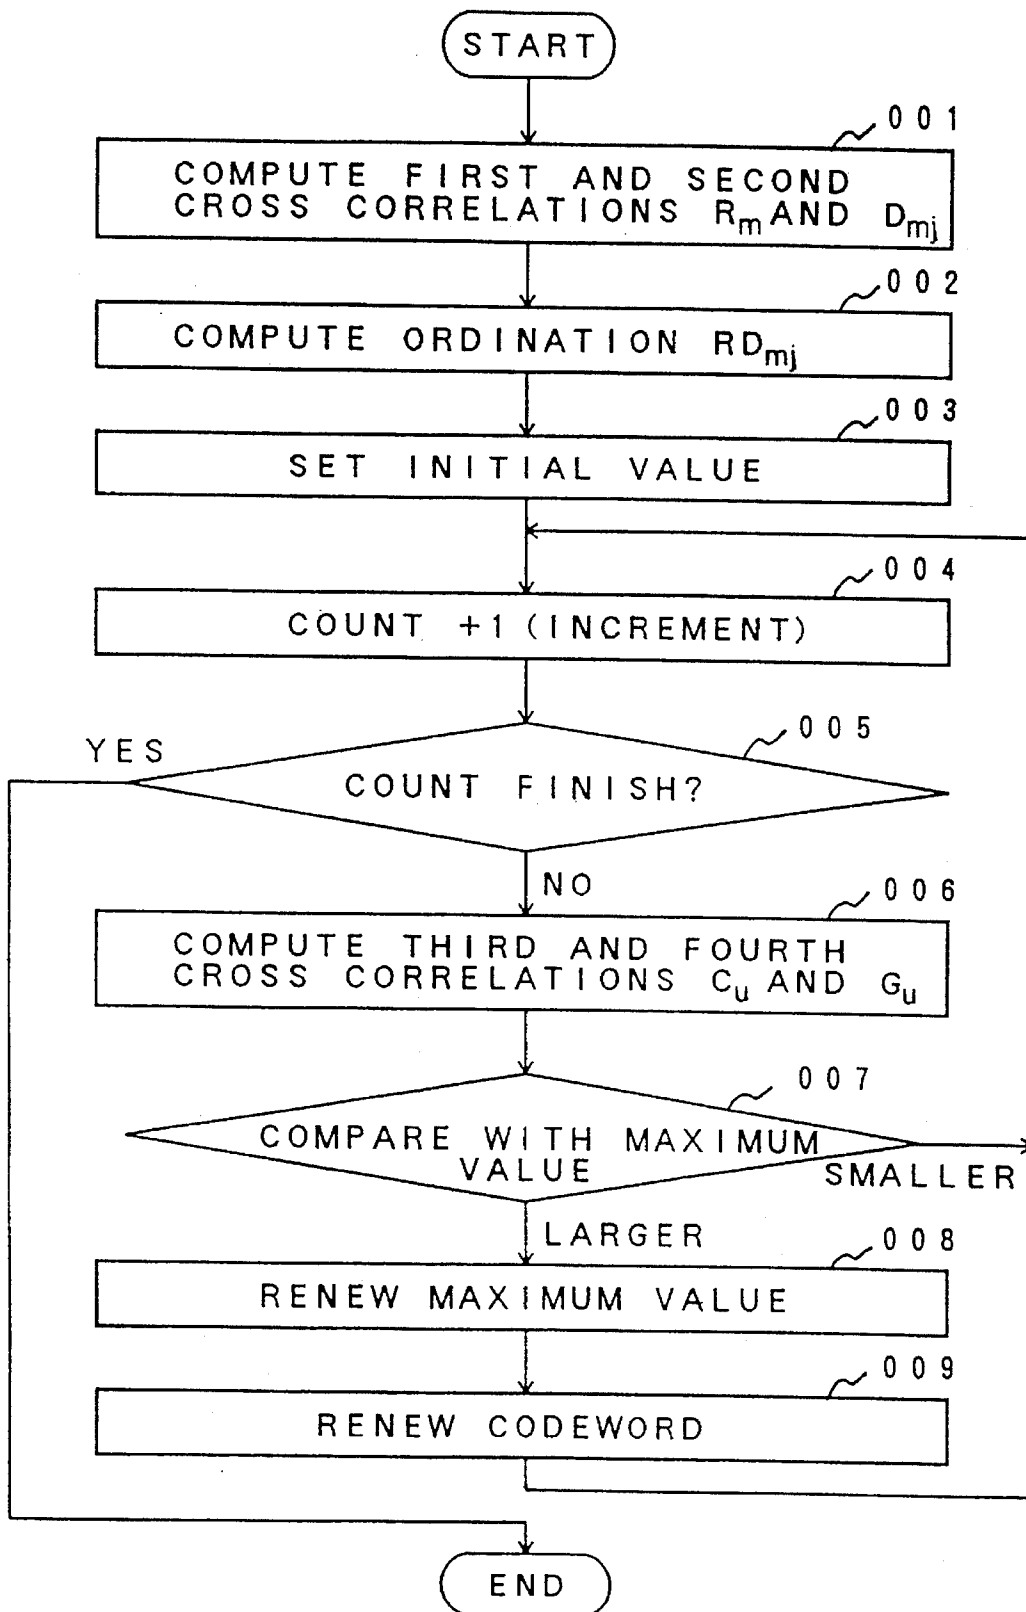 START
001
COMPUTE FIRST AND SECOND
CROSS CORRELATIONS Rm AND Dmj
002
COMPUTE ORDINATION RDmj
003
SET INITIAL VALUE
004
COUNT +1 (INCREMENT)
005
YES
COUNT FINISH?
NO
006
COMPUTE THIRD AND FOURTH
CROSS CORRELATIONS Cu AND Gu
007
COMPARE WITH MAXIMUM
VALUE
SMALLER
LARGER
008
RENEW MAXIMUM VALUE
009
RENEW CODEWORD
END